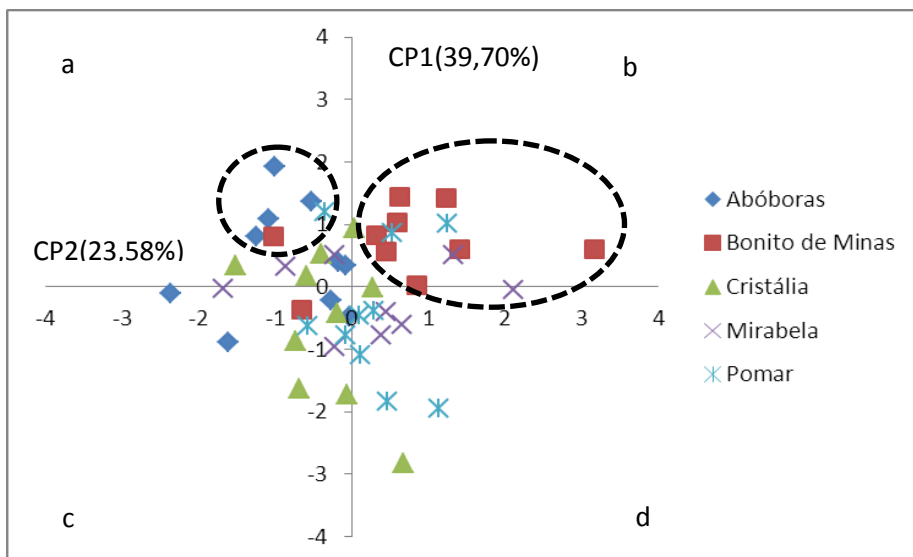 a
CP1(39,70%)
b
4
3
2
1
0
-1
-2
-3
-4
CP2(23,58%)
-4 -3 -2 -1 0 1 2 3 4
Abóboras
Bonito de Minas
Cristália
Mirabela
Pomar
c
d